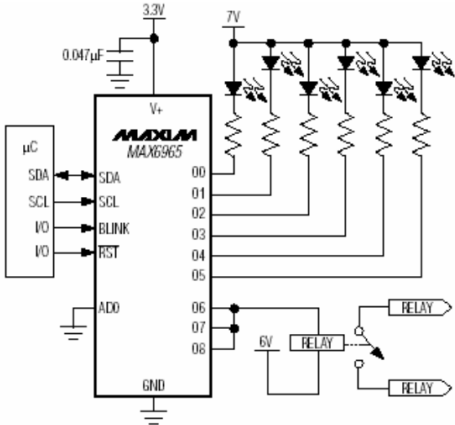 3.3V
7V
0.047µF
V+
MAXIM
MAX6965
µC
SDA
SCL
I/O
I/O
SDA
SCL
BLINK
RST
AD0
GND
O0
O1
O2
O3
O4
O5
O6
O7
O8
6V
RELAY
RELAY
RELAY